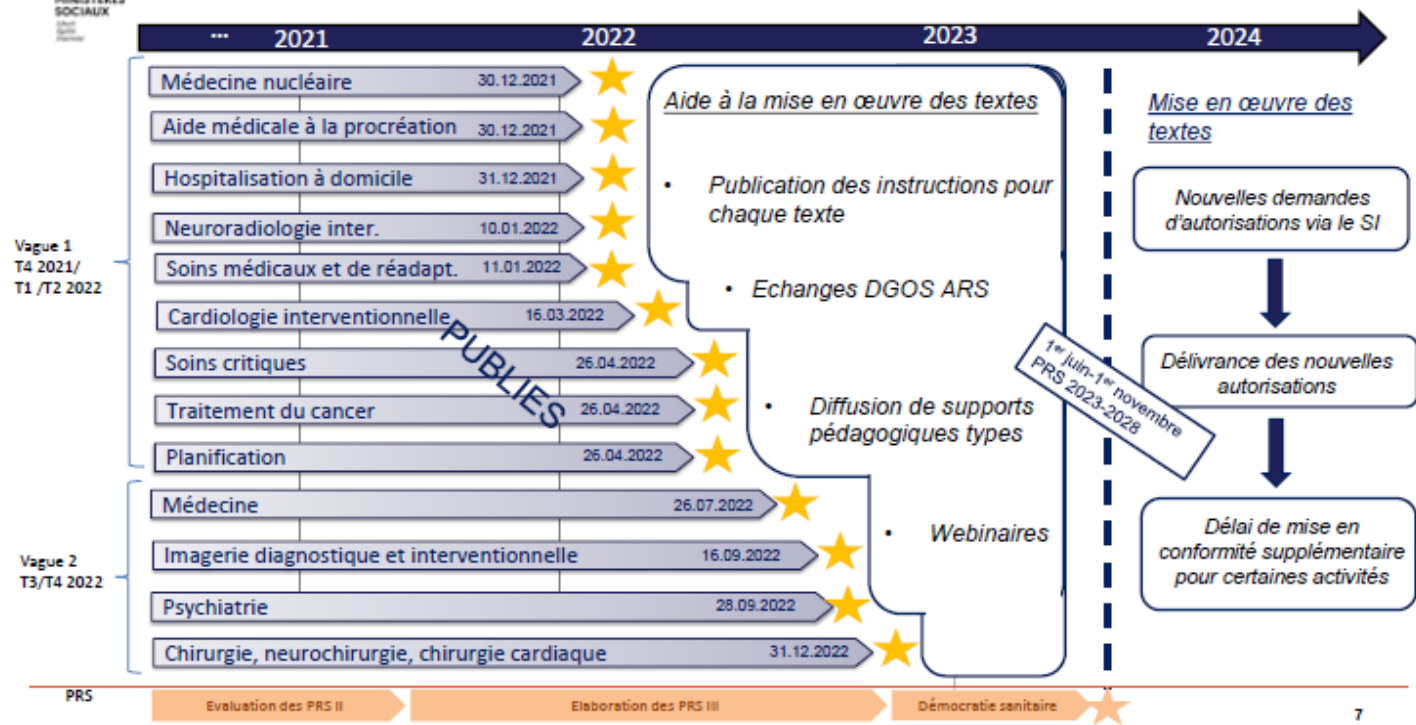 MINISTÈRES
SOCIAUX
... 2021 2022 2023 2024
Médecine nucléaire 30.12.2021
Aide médicale à la procréation 30.12.2021
Hospitalisation à domicile 31.12.2021
Neuroradiologie inter. 10.01.2022
Vague 1
T4 2021/
T1 /T2 2022
Soins médicaux et de réadapt. 11.01.2022
Cardiologie interventionnelle 16.03.2022
Soins critiques 26.04.2022
Traitement du cancer 26.04.2022
Planification 26.04.2022
PUBLIES
Vague 2
T3/T4 2022
Médecine 26.07.2022
Imagerie diagnostique et interventionnelle 16.09.2022
Psychiatrie 28.09.2022
Chirurgie, neurochirurgie, chirurgie cardiaque 31.12.2022
Aide à la mise en œuvre des textes
• Publication des instructions pour
chaque texte
• Echanges DGOS ARS
• Diffusion de supports
pédagogiques types
• Webinaires
1er juin-1er novembre
PRS 2023-2028
Mise en œuvre des
textes
Nouvelles demandes
d'autorisations via le SI
Délivrance des nouvelles
autorisations
Délai de mise en
conformité supplémentaire
pour certaines activités
PRS
Evaluation des PRS II
Elaboration des PRS III
Démocratie sanitaire
7